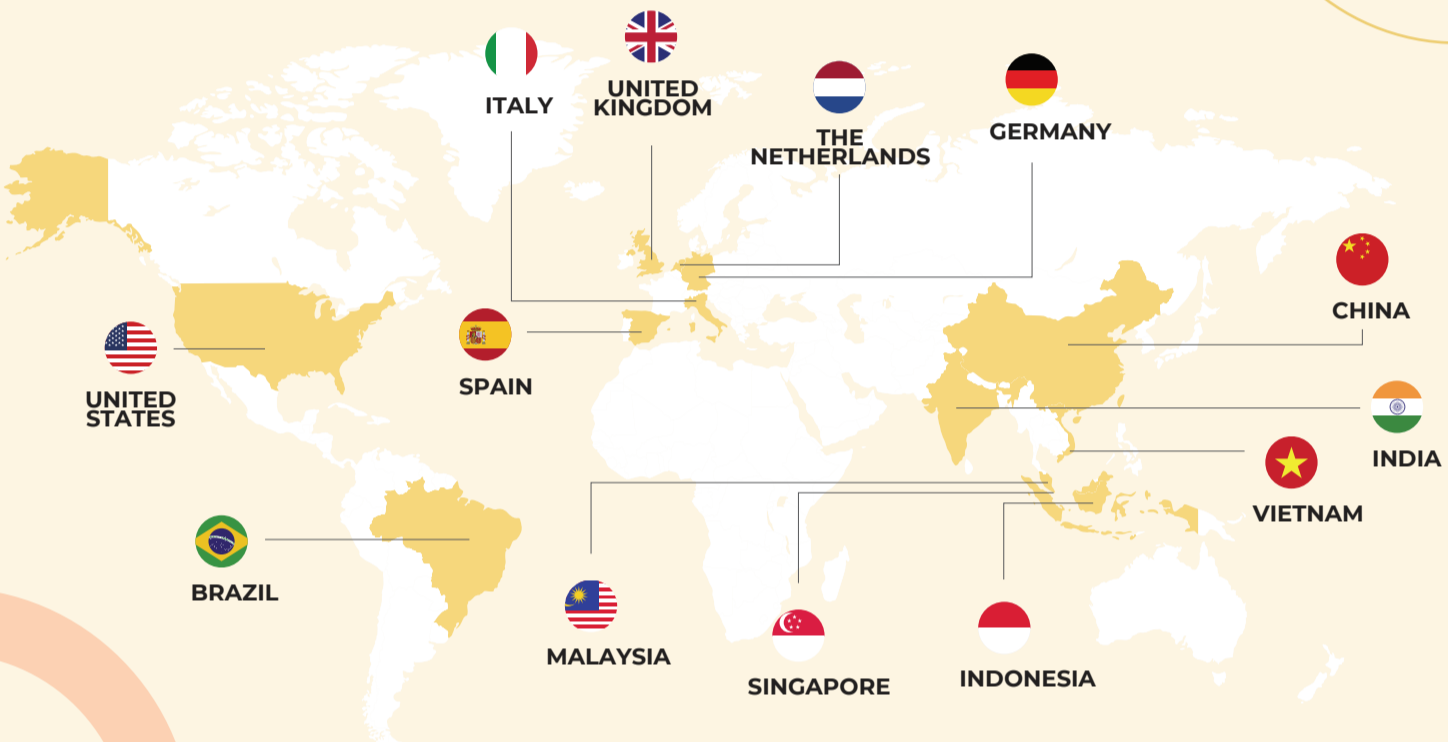 ITALY
UNITED
KINGDOM
THE
NETHERLANDS
GERMANY
CHINA
UNITED
STATES
SPAIN
INDIA
VIETNAM
BRAZIL
MALAYSIA
SINGAPORE
INDONESIA